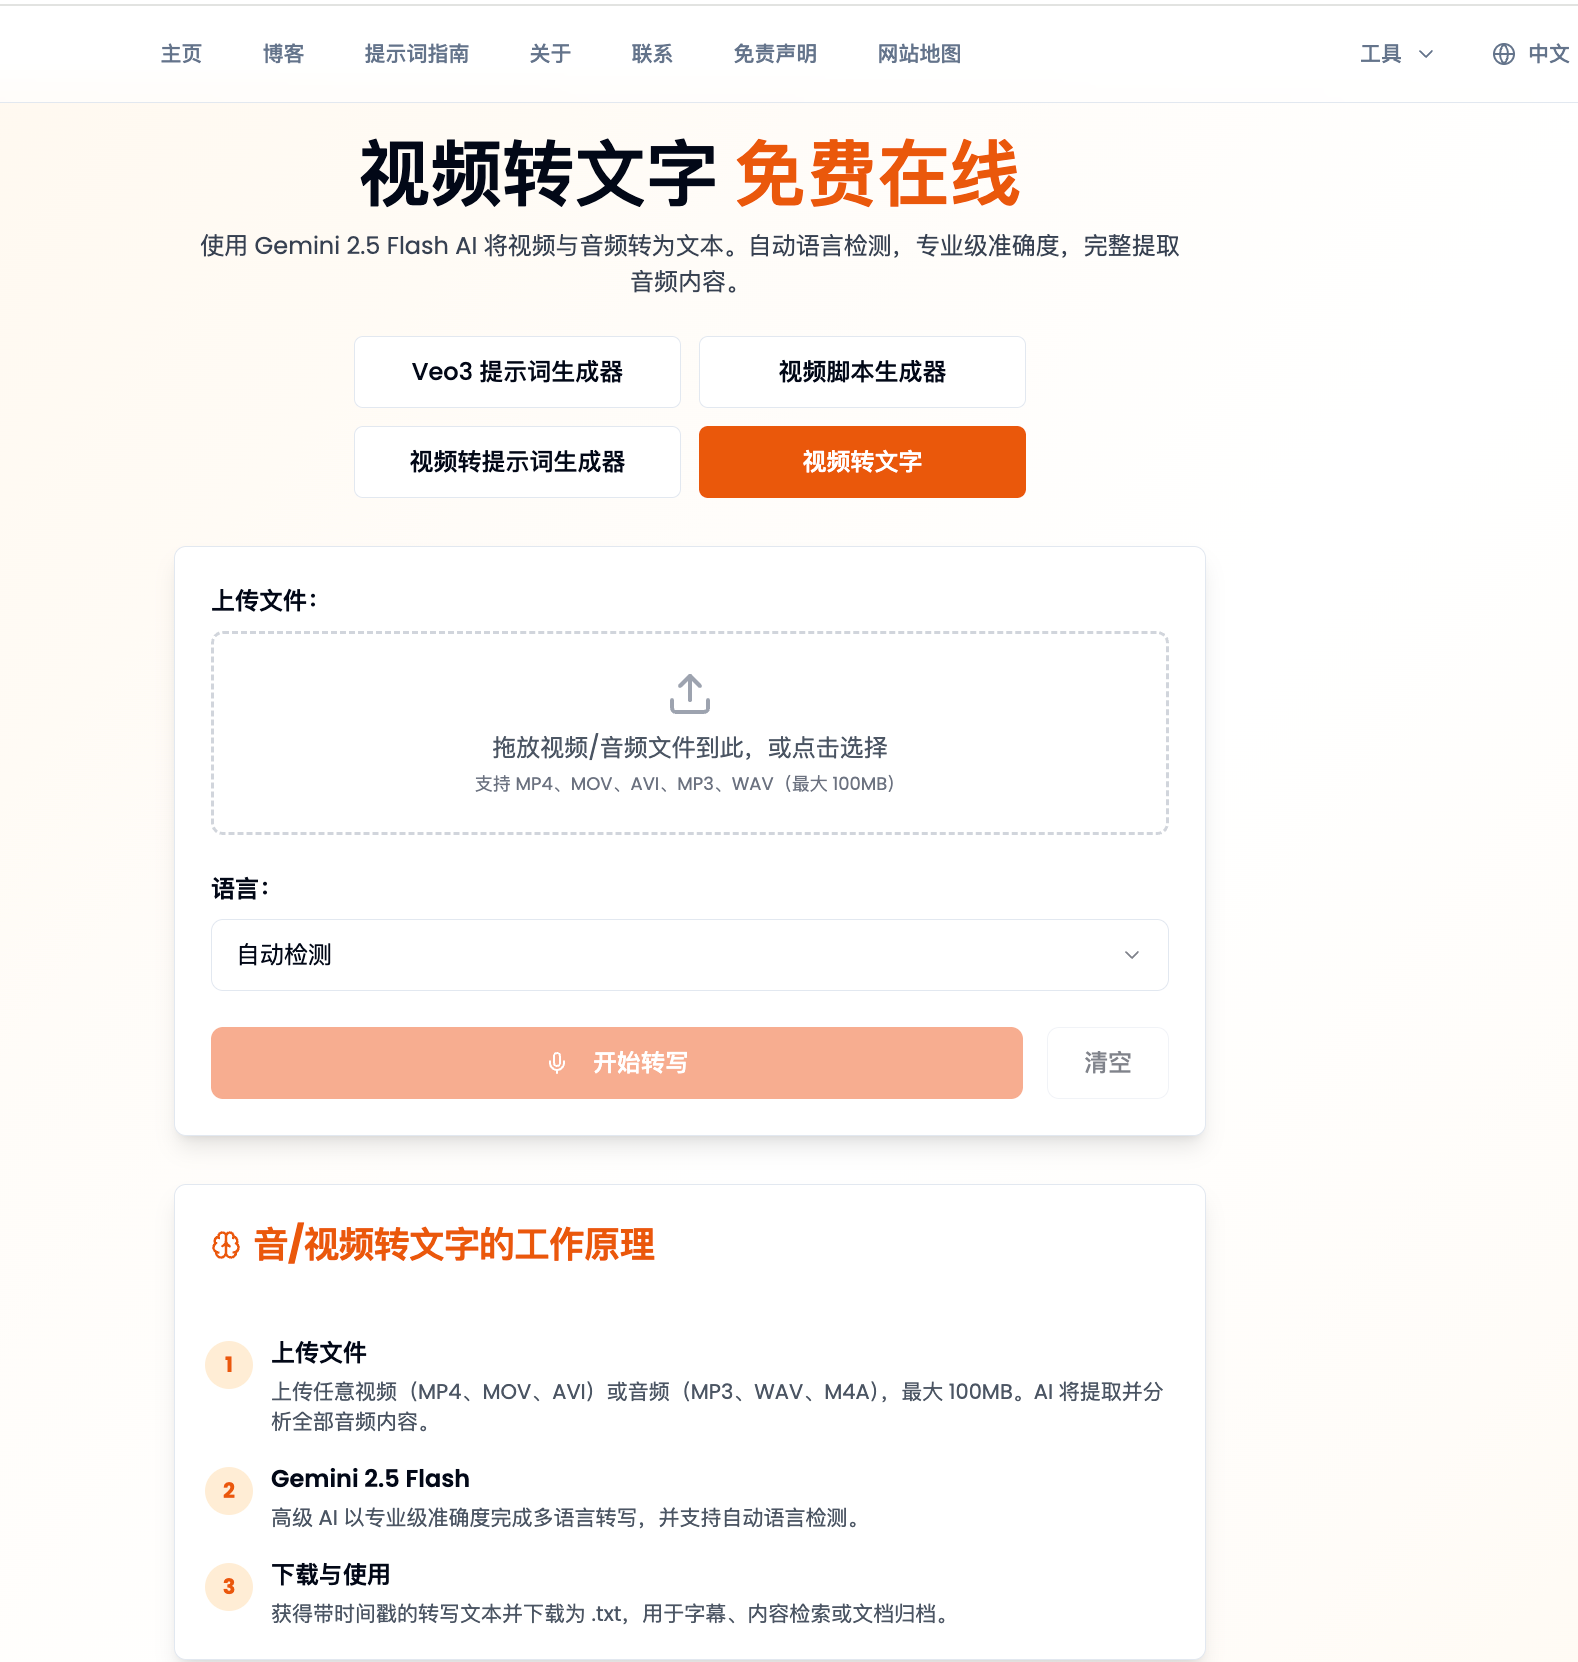 主页 博客 提示词指南 关于 联系 免责声明 网站地图 工具 中文
视频转文字 免费在线
使用 Gemini 2.5 Flash AI 将视频与音频转为文本。自动语言检测，专业级准确度，完整提取
音频内容。
Veo3 提示词生成器 视频脚本生成器
视频转提示词生成器 视频转文字
上传文件：
拖放视频/音频文件到此，或点击选择
支持 MP4、MOV、AVI、MP3、WAV（最大 100MB）
语言：
自动检测
开始转写 清空
音/视频转文字的工作原理
1 上传文件
上传任意视频（MP4、MOV、AVI）或音频（MP3、WAV、M4A），最大 100MB。AI 将提取并分
析全部音频内容。
2 Gemini 2.5 Flash
高级 AI 以专业级准确度完成多语言转写，并支持自动语言检测。
3 下载与使用
获得带时间戳的转写文本并下载为 .txt，用于字幕、内容检索或文档归档。